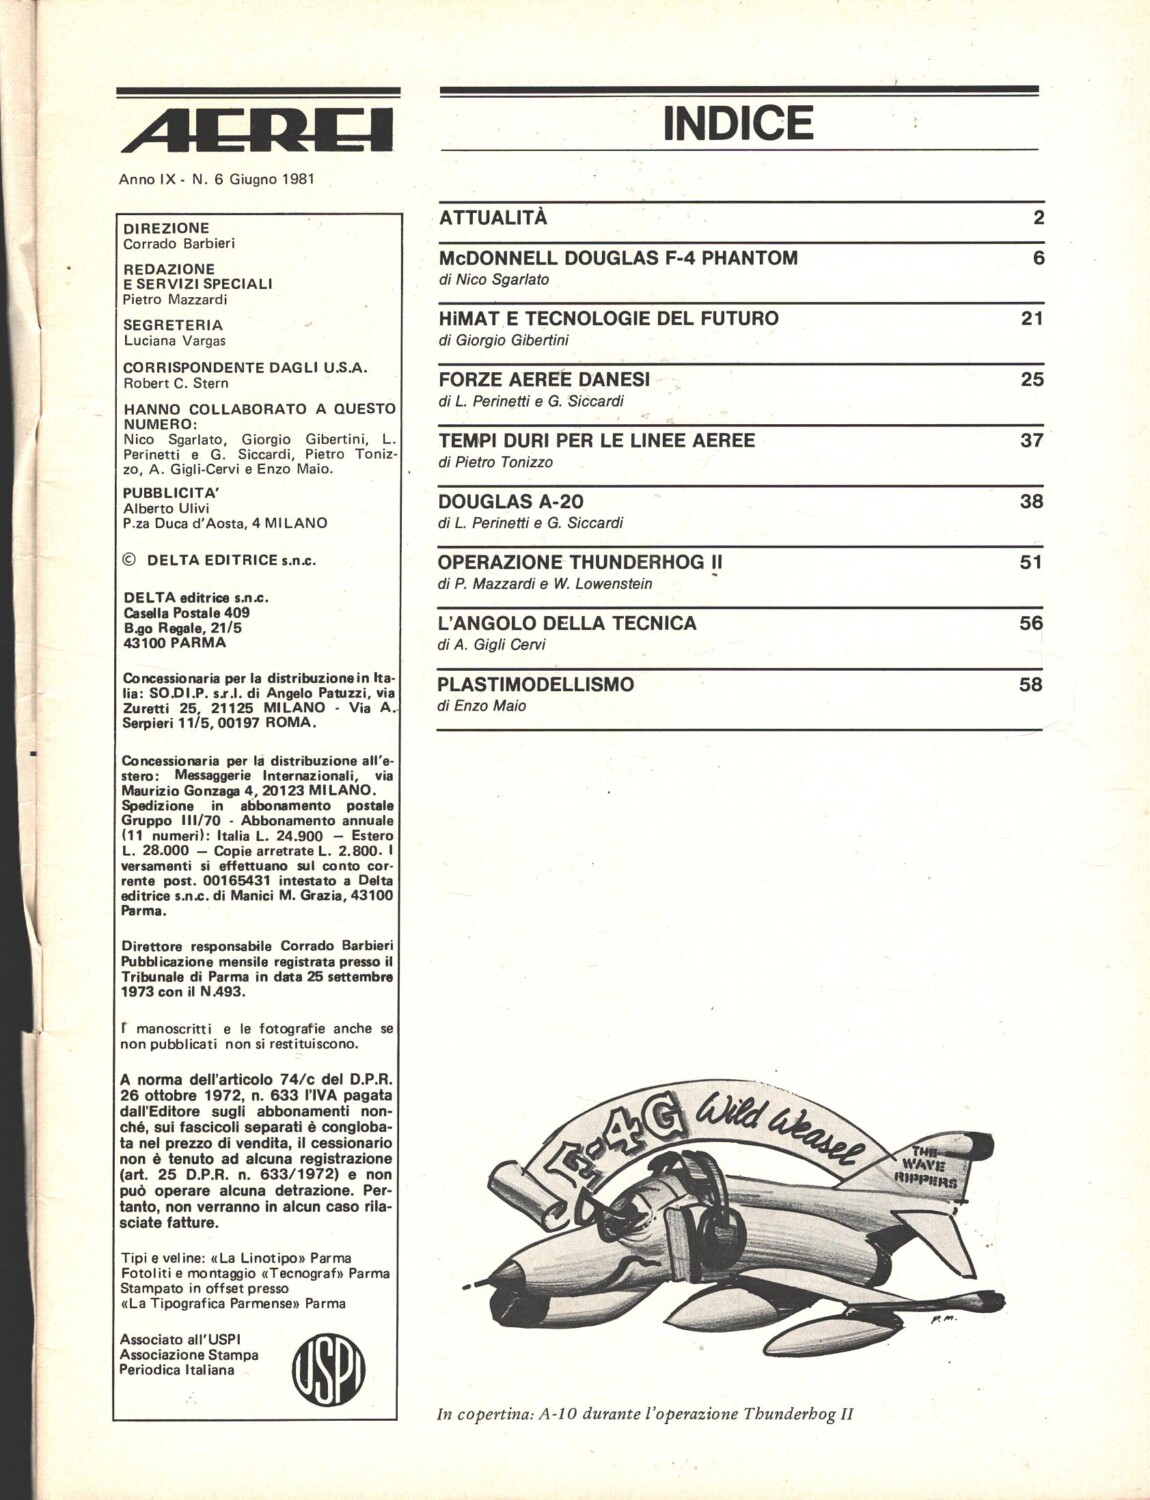 AEREI
Anno IX - N. 6 Giugno 1981
DIREZIONE
Corrado Barbieri
REDAZIONE
E SERVIZI SPECIALI
Pietro Mazzardi
SEGRETERIA
Luciana Vargas
CORRISPONDENTE DAGLI U.S.A.
Robert C. Stern
HANNO COLLABORATO A QUESTO
NUMERO:
Nico Sgarlato, Giorgio Gibertini, L.
Perinetti e G. Siccardi, Pietro Toniz-
zo, A. Gigli-Cervi e Enzo Maio.
PUBBLICITA'
Alberto Ulivi
P.za Duca d'Aosta, 4 MILANO
© DELTA EDITRICE s.n.c.
DELTA editrice s.n.c.
Casella Postale 409
B.go Regale, 21/5
43100 PARMA
Concessionaria per la distribuzione in Ita-
lia: SO.DI.P. s.r.l. di Angelo Patuzzi, via
Zuretti 25, 21125 MILANO - Via A.
Serpieri 11/5, 00197 ROMA.
Concessionaria per la distribuzione all'e-
stero: Messaggerie Internazionali, via
Maurizio Gonzaga 4, 20123 MILANO.
Spedizione in abbonamento postale
Gruppo III/70 - Abbonamento annuale
(11 numeri): Italia L. 24.900 — Estero
L. 28.000 — Copie arretrate L. 2.800. I
versamenti si effettuano sul conto cor-
rente post. 00165431 intestato a Delta
editrice s.n.c. di Manici M. Grazia, 43100
Parma.
Direttore responsabile Corrado Barbieri
Pubblicazione mensile registrata presso il
Tribunale di Parma in data 25 settembre
1973 con il N.493.
I manoscritti e le fotografie anche se
non pubblicati non si restituiscono.
A norma dell'articolo 74/c del D.P.R.
26 ottobre 1972, n. 633 l'IVA pagata
dall'Editore sugli abbonamenti non-
ché, sui fascicoli separati è congloba-
ta nel prezzo di vendita, il cessionario
non è tenuto ad alcuna registrazione
(art. 25 D.P.R. n. 633/1972) e non
può operare alcuna detrazione. Per-
tanto, non verranno in alcun caso rila-
sciate fatture.
Tipi e veline: «La Linotipo» Parma
Fotoliti e montaggio «Tecnograf» Parma
Stampato in offset presso
«La Tipografica Parmense» Parma
Associato all'USPI
Associazione Stampa
Periodica Italiana
USPI
INDICE
ATTUALITÀ 2
McDONNELL DOUGLAS F-4 PHANTOM 6
di Nico Sgarlato
HiMAT E TECNOLOGIE DEL FUTURO 21
di Giorgio Gibertini
FORZE AEREE DANESI 25
di L. Perinetti e G. Siccardi
TEMPI DURI PER LE LINEE AEREE 37
di Pietro Tonizzo
DOUGLAS A-20 38
di L. Perinetti e G. Siccardi
OPERAZIONE THUNDERHOG II 51
di P. Mazzardi e W. Lowenstein
L'ANGOLO DELLA TECNICA 56
di A. Gigli Cervi
PLASTIMODELLISMO 58
di Enzo Maio
F-4G Wild Weasel
THE
WAVE
RIPPERS
P.M.
In copertina: A-10 durante l'operazione Thunderhog II